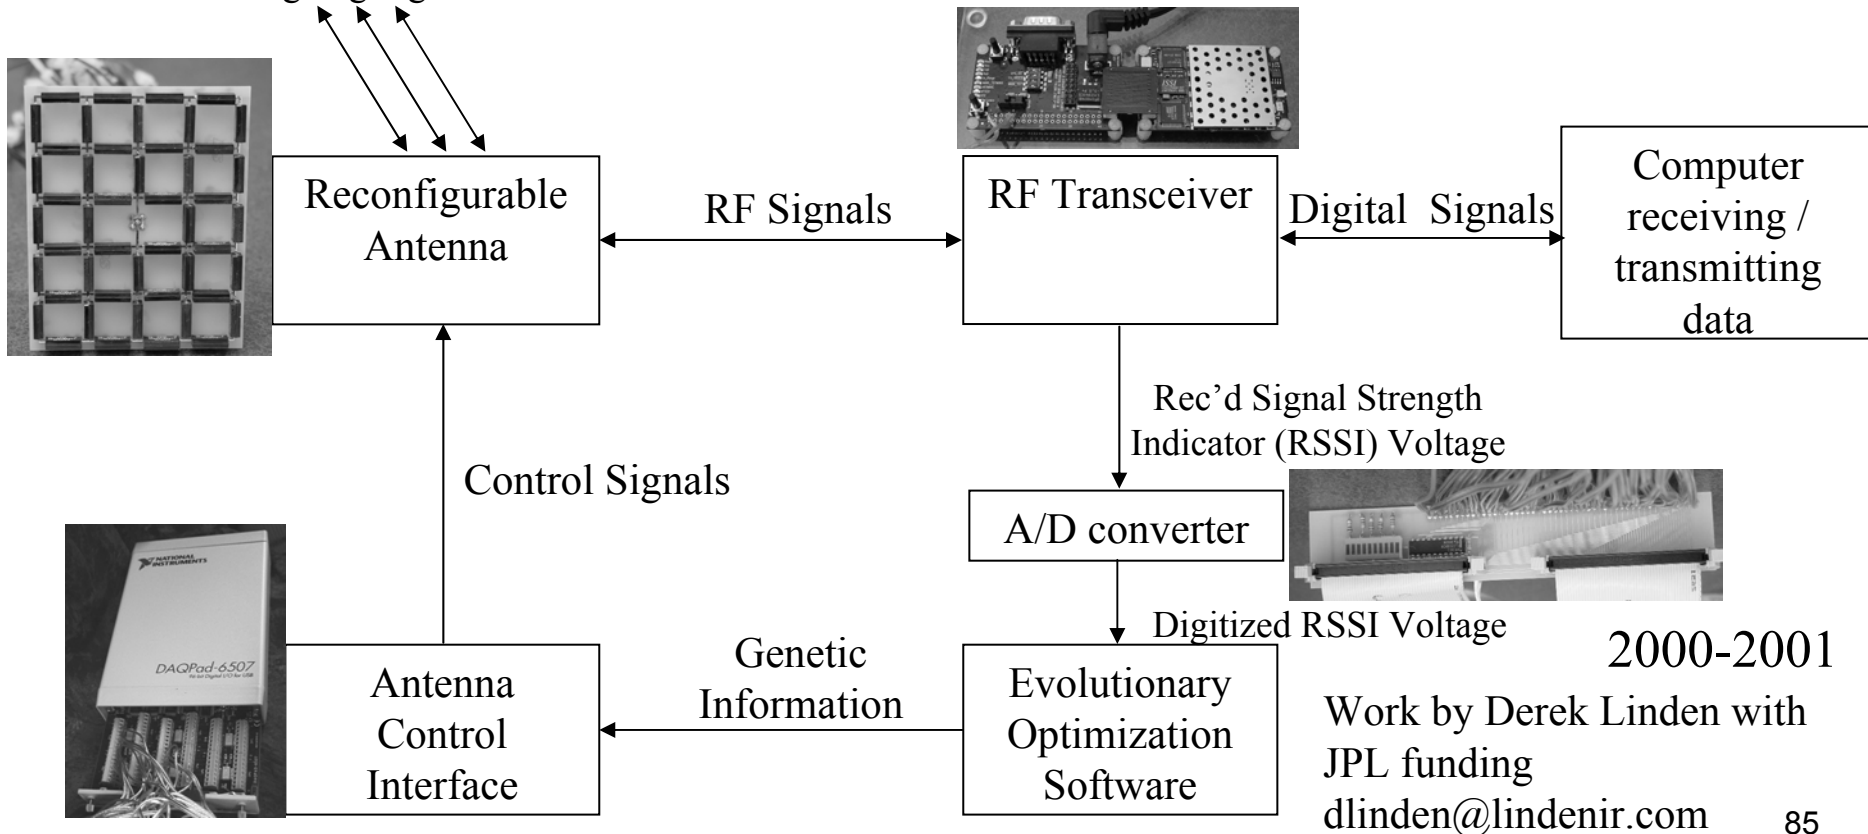 Reconfigurable
Antenna
RF Signals
RF Transceiver
Digital Signals
Computer
receiving /
transmitting
data
Rec’d Signal Strength
Indicator (RSSI) Voltage
Control Signals
A/D converter
Digitized RSSI Voltage
NATIONAL
INSTRUMENTS
DAQPad-6507
Antenna
Control
Interface
Genetic
Information
Evolutionary
Optimization
Software
2000-2001
Work by Derek Linden with
JPL funding
dlinden@lindenir.com
85